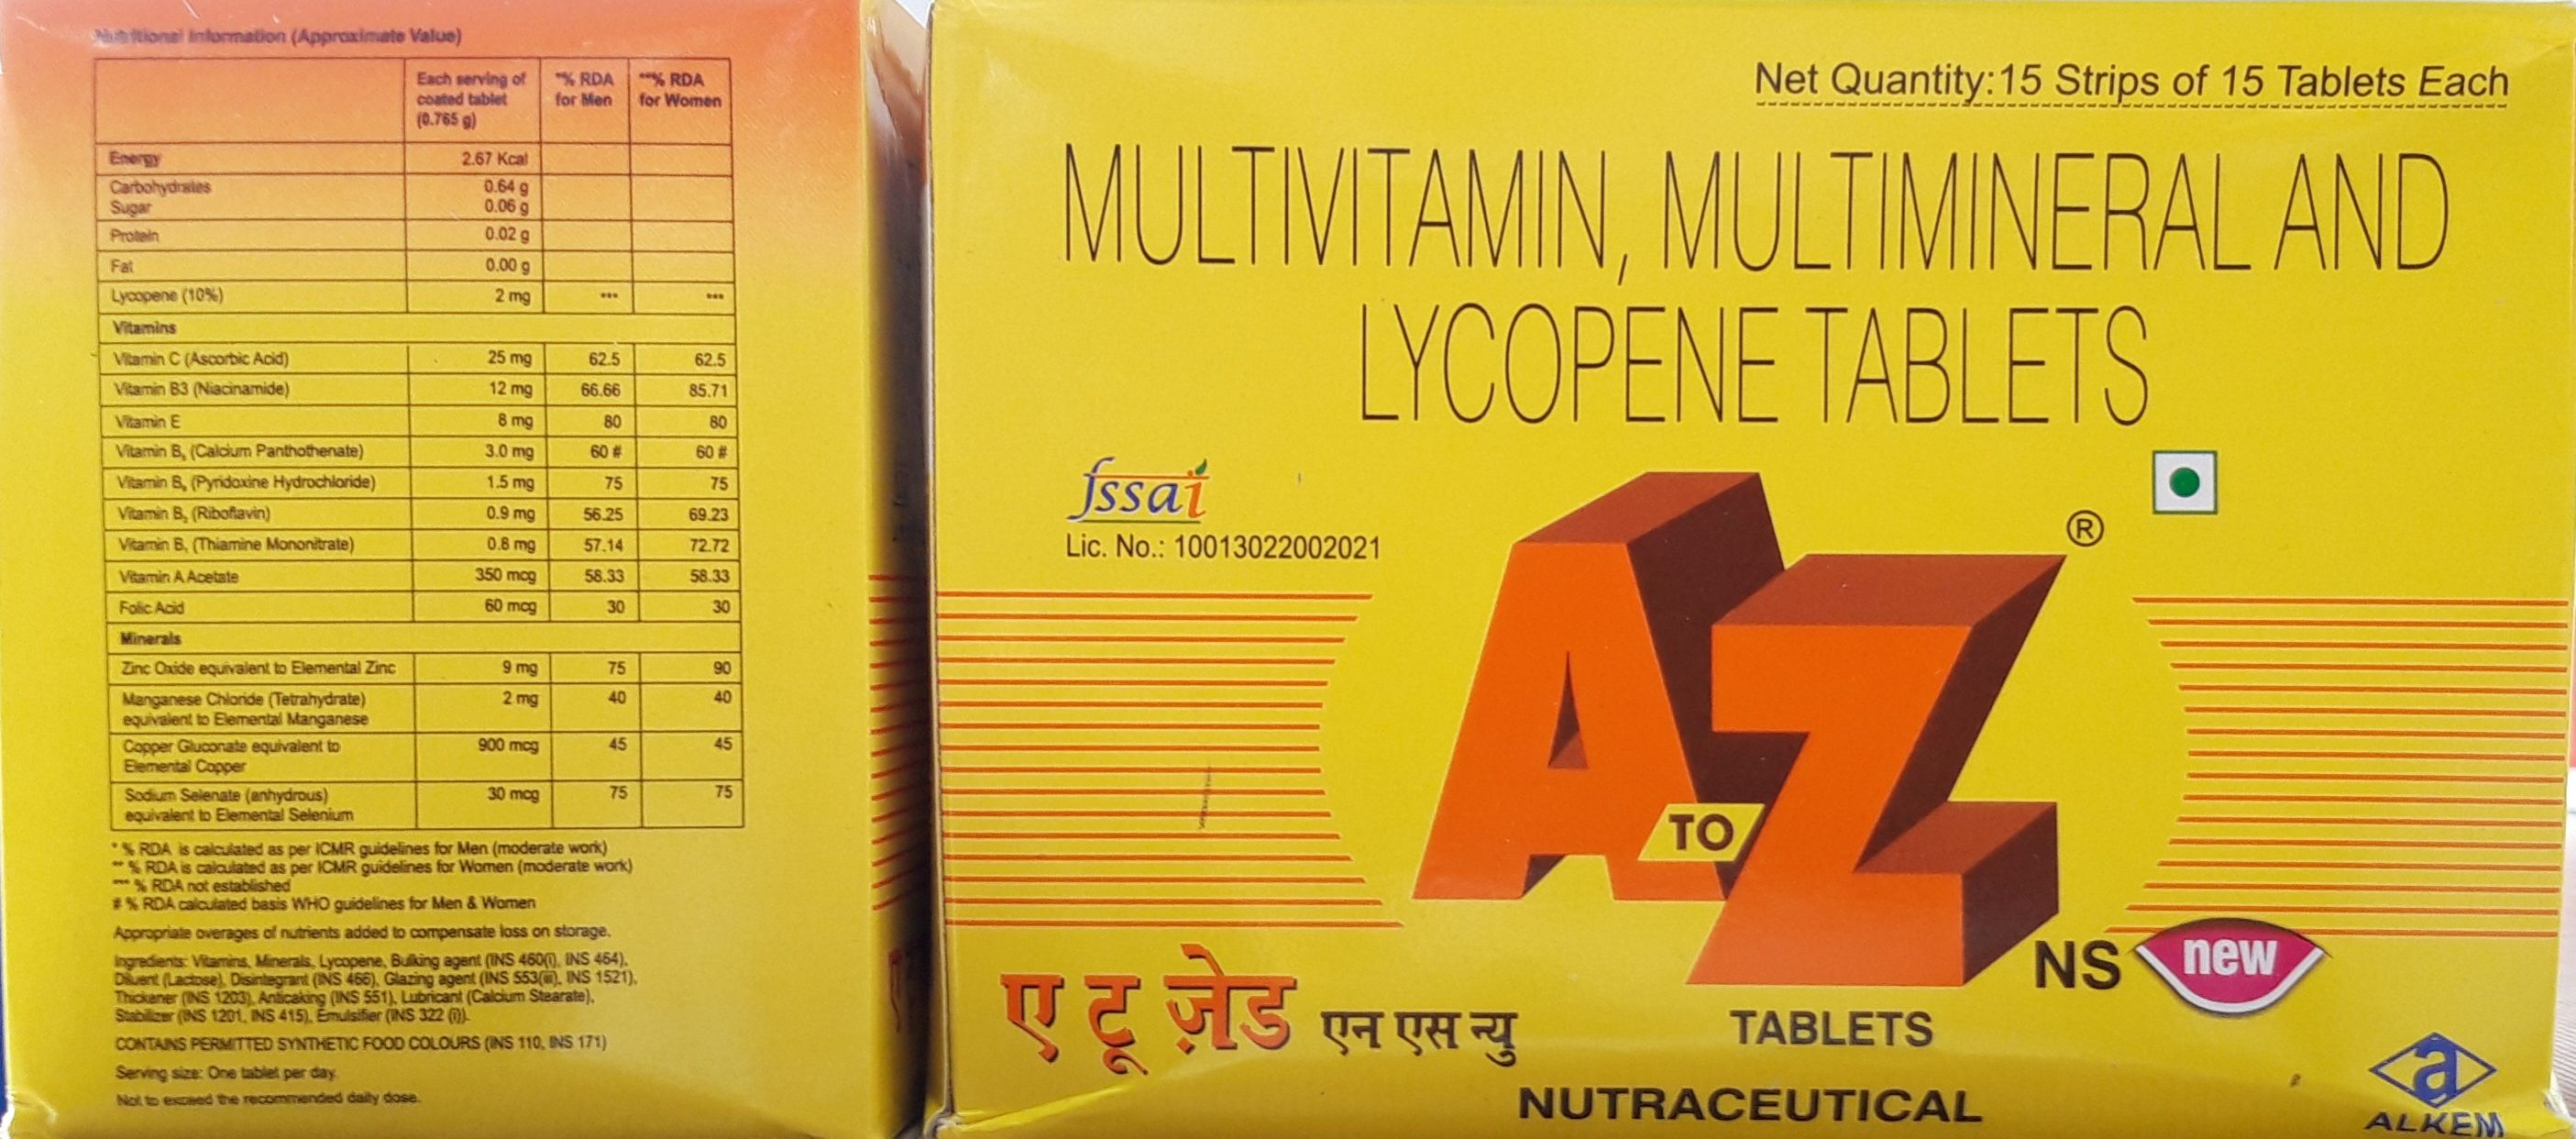 Nutritional Information (Approximate Value)
Each serving of coated tablet (0.765 g) *% RDA for Men **% RDA for Women
Energy 2.67 Kcal
Carbohydrates 0.64 g
Sugar 0.06 g
Protein 0.02 g
Fat 0.00 g
Lycopene (10%) 2 mg *** ***
Vitamins
Vitamin C (Ascorbic Acid) 25 mg 62.5 62.5
Vitamin B3 (Niacinamide) 12 mg 66.66 85.71
Vitamin E 8 mg 80 80
Vitamin B₅ (Calcium Panthothenate) 3.0 mg 60 # 60 #
Vitamin B₆ (Pyridoxine Hydrochloride) 1.5 mg 75 75
Vitamin B₂ (Riboflavin) 0.9 mg 56.25 69.23
Vitamin B₁ (Thiamine Mononitrate) 0.8 mg 57.14 72.72
Vitamin A Acetate 350 mcg 58.33 58.33
Folic Acid 60 mcg 30 30
Minerals
Zinc Oxide equivalent to Elemental Zinc 9 mg 75 90
Manganese Chloride (Tetrahydrate) 2 mg 40 40
equivalent to Elemental Manganese
Copper Gluconate equivalent to 900 mcg 45 45
Elemental Copper
Sodium Selenate (anhydrous) 30 mcg 75 75
equivalent to Elemental Selenium
* % RDA is calculated as per ICMR guidelines for Men (moderate work)
** % RDA is calculated as per ICMR guidelines for Women (moderate work)
*** % RDA not established
# % RDA calculated basis WHO guidelines for Men & Women
Appropriate overages of nutrients added to compensate loss on storage.
Ingredients: Vitamins, Minerals, Lycopene, Bulking agent (INS 460(i), INS 464),
Diluent (Lactose), Disintegrant (INS 466), Glazing agent (INS 553(iii), INS 1521),
Thickener (INS 1203), Anticaking (INS 551), Lubricant (Calcium Stearate),
Stabilizer (INS 1201, INS 415), Emulsifier (INS 322 (i)).
CONTAINS PERMITTED SYNTHETIC FOOD COLOURS (INS 110, INS 171)
Serving size: One tablet per day.
Not to exceed the recommended daily dose.
Net Quantity:15 Strips of 15 Tablets Each
MULTIVITAMIN, MULTIMINERAL AND
LYCOPENE TABLETS
fssai
Lic. No.: 10013022002021
A TO Z ®
NS new
ए टू ज़ेड एन एस न्यु
TABLETS
NUTRACEUTICAL
a
ALKEM